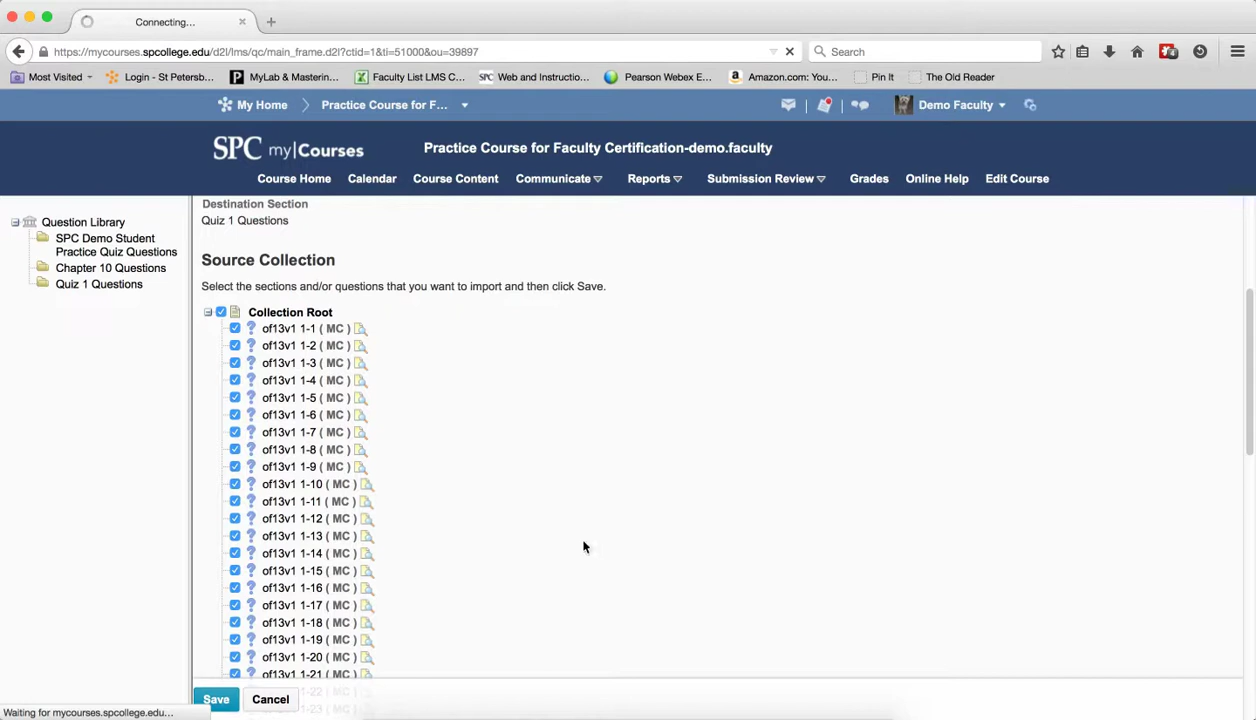 Connecting...
https://mycourses.spcollege.edu/d2l/lms/qc/main_frame.d2l?ctid=1&ti=51000&ou=39897
Search
Most Visited
Login - St Petersb...
MyLab & Mastering...
Faculty List LMS C...
SPC Web and Instructio...
Pearson Webex E...
Amazon.com: You...
Pin It
The Old Reader
My Home
Practice Course for F...
Demo Faculty
SPC my|Courses
Practice Course for Faculty Certification-demo.faculty
Course Home
Calendar
Course Content
Communicate
Reports
Submission Review
Grades
Online Help
Edit Course
Question Library
SPC Demo Student
Practice Quiz Questions
Chapter 10 Questions
Quiz 1 Questions
Destination Section
Quiz 1 Questions
Source Collection
Select the sections and/or questions that you want to import and then click Save.
Collection Root
of13v1 1-1 ( MC )
of13v1 1-2 ( MC )
of13v1 1-3 ( MC )
of13v1 1-4 ( MC )
of13v1 1-5 ( MC )
of13v1 1-6 ( MC )
of13v1 1-7 ( MC )
of13v1 1-8 ( MC )
of13v1 1-9 ( MC )
of13v1 1-10 ( MC )
of13v1 1-11 ( MC )
of13v1 1-12 ( MC )
of13v1 1-13 ( MC )
of13v1 1-14 ( MC )
of13v1 1-15 ( MC )
of13v1 1-16 ( MC )
of13v1 1-17 ( MC )
of13v1 1-18 ( MC )
of13v1 1-19 ( MC )
of13v1 1-20 ( MC )
of13v1 1-21 ( MC )
1-22 ( MC )
1-23 ( MC )
Save
Cancel
Waiting for mycourses.spcollege.edu...